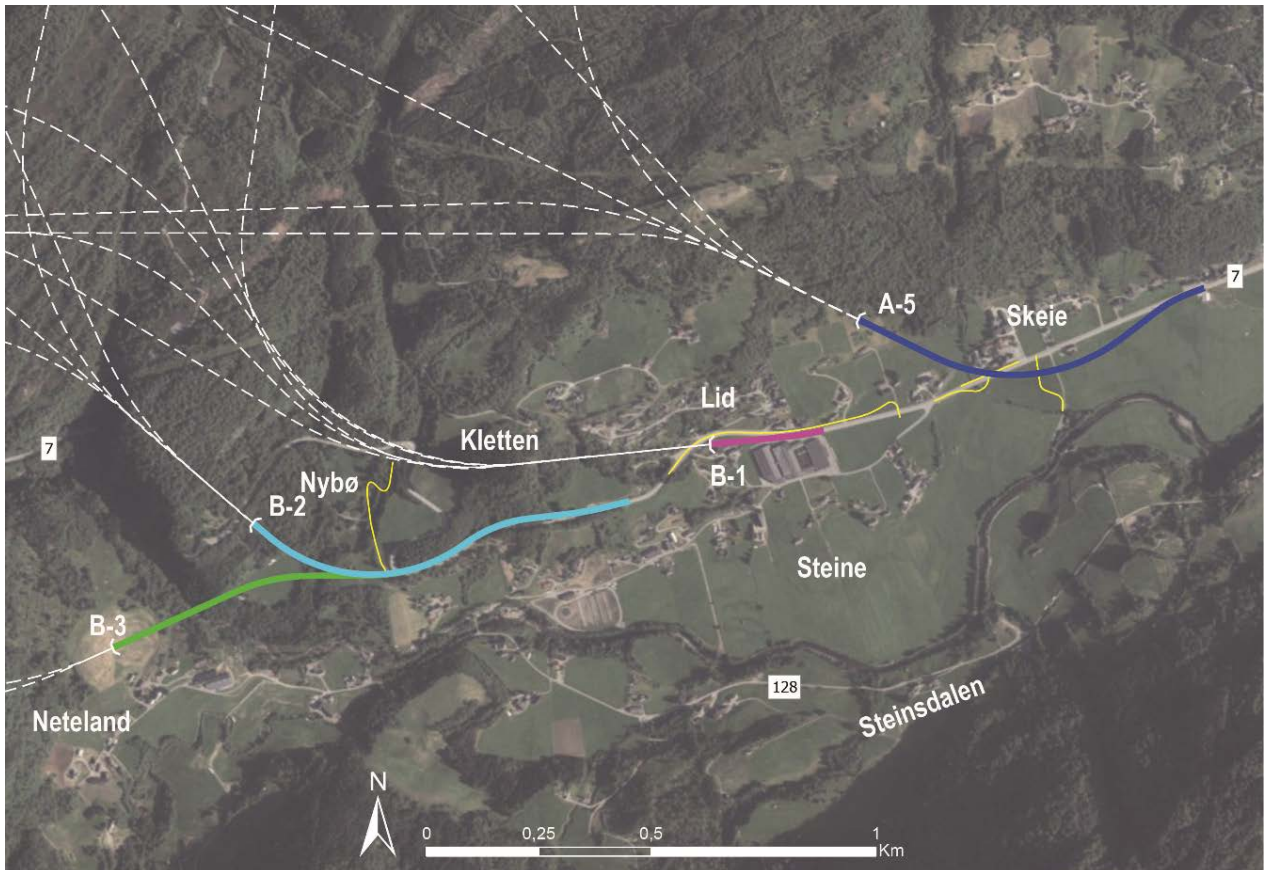 7
A-5
Skeie
Lid
Kletten
7
B-1
Nybø
B-2
Steine
B-3
128
Steinsdalen
Neteland
N
0
0,25
0,5
1
Km